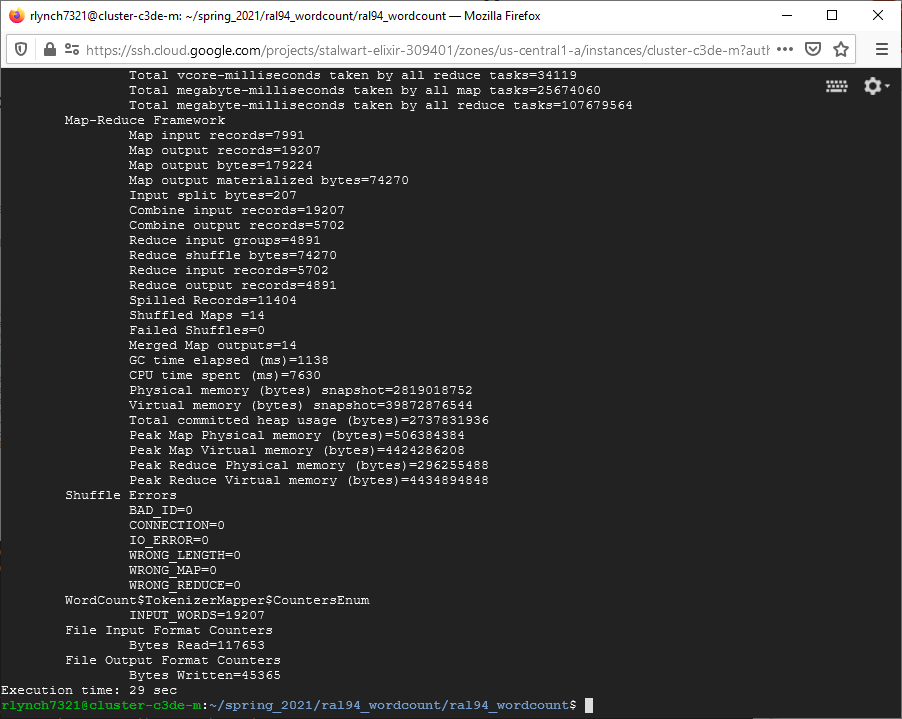 rlynch7321@cluster-c3de-m: ~/spring_2021/ral94_wordcount/ral94_wordcount — Mozilla Firefox
https://ssh.cloud.google.com/projects/stalwart-elixir-309401/zones/us-central1-a/instances/cluster-c3de-m?auth
Total vcore-milliseconds taken by all reduce tasks=34119
Total megabyte-milliseconds taken by all map tasks=25674060
Total megabyte-milliseconds taken by all reduce tasks=107679564
Map-Reduce Framework
Map input records=7991
Map output records=19207
Map output bytes=179224
Map output materialized bytes=74270
Input split bytes=207
Combine input records=19207
Combine output records=5702
Reduce input groups=4891
Reduce shuffle bytes=74270
Reduce input records=5702
Reduce output records=4891
Spilled Records=11404
Shuffled Maps =14
Failed Shuffles=0
Merged Map outputs=14
GC time elapsed (ms)=1138
CPU time spent (ms)=7630
Physical memory (bytes) snapshot=2819018752
Virtual memory (bytes) snapshot=39872876544
Total committed heap usage (bytes)=2737831936
Peak Map Physical memory (bytes)=506384384
Peak Map Virtual memory (bytes)=4424286208
Peak Reduce Physical memory (bytes)=296255488
Peak Reduce Virtual memory (bytes)=4434894848
Shuffle Errors
BAD_ID=0
CONNECTION=0
IO_ERROR=0
WRONG_LENGTH=0
WRONG_MAP=0
WRONG_REDUCE=0
WordCount$TokenizerMapper$CountersEnum
INPUT_WORDS=19207
File Input Format Counters
Bytes Read=117653
File Output Format Counters
Bytes Written=45365
Execution time: 29 sec
rlynch7321@cluster-c3de-m:~/spring_2021/ral94_wordcount/ral94_wordcount$